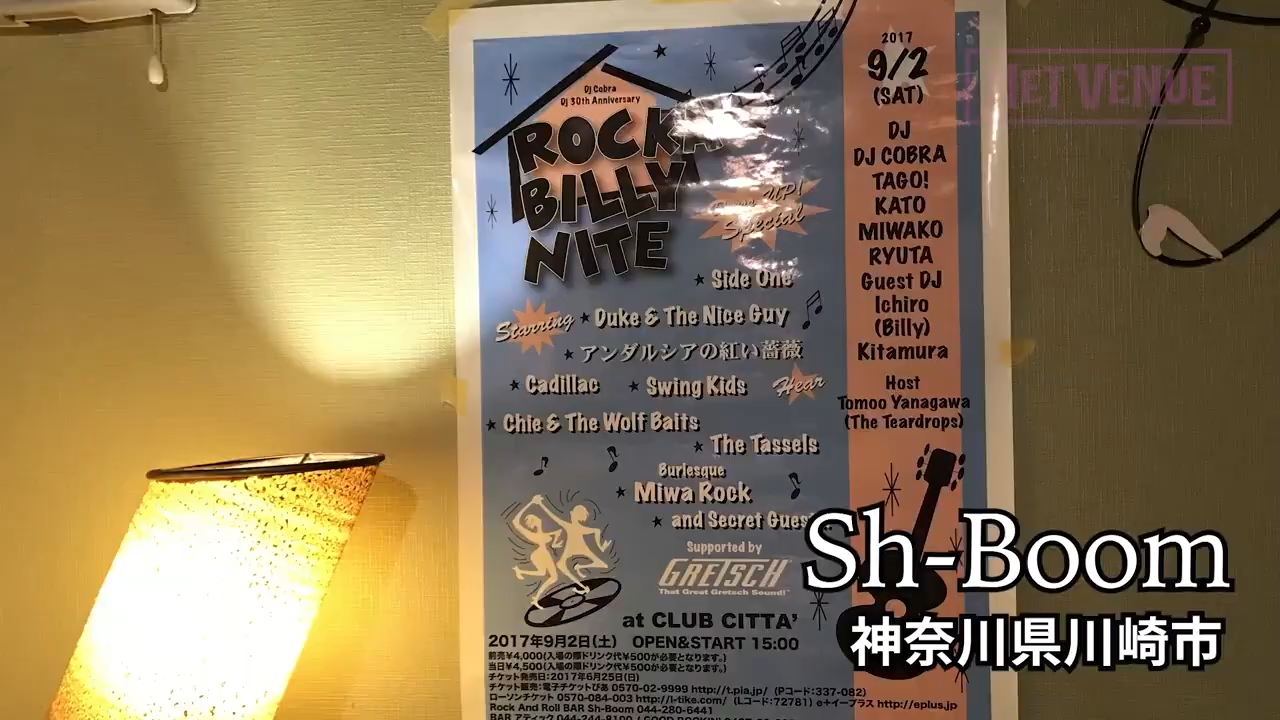 Dj Cobra
Dj 30th Anniversary
ROCKA
BILLY
NITE
UP!
Special
★ Side One
Starring ★ Duke & The Nice Guy
★ アンダルシアの紅い薔薇
★ Cadillac ★ Swing Kids Hear
★ Chie & The Wolf Baits
★ The Tassels
Burlesque
★ Miwa Rock
★ and Secret Guest
Supported by
GRETSCH
That Great Gretsch Sound!
at CLUB CITTA'
2017年9月2日(土) OPEN&START 15:00
前売¥4,000(入場の際ドリンク代¥500が必要となります。)
当日¥4,500(入場の際ドリンク代¥500が必要となります。)
チケット発売日:2017年6月25日(日)
チケット販売:電子チケットぴあ 0570-02-9999 http://t.pia.jp/ (Pコード:337-082)
ローソンチケット 0570-084-003 http://l-tike.com/ (Lコード:72781) e+イープラス http://eplus.jp
Rock And Roll BAR Sh-Boom 044-280-6441
BAR アティック 044-244-8100
2017
9/2
(SAT)
DJ
DJ COBRA
TAGO!
KATO
MIWAKO
RYUTA
Guest DJ
Ichiro
(Billy)
Kitamura
Host
Tomoo Yanagawa
(The Teardrops)
VENUE
Sh-Boom
神奈川県川崎市